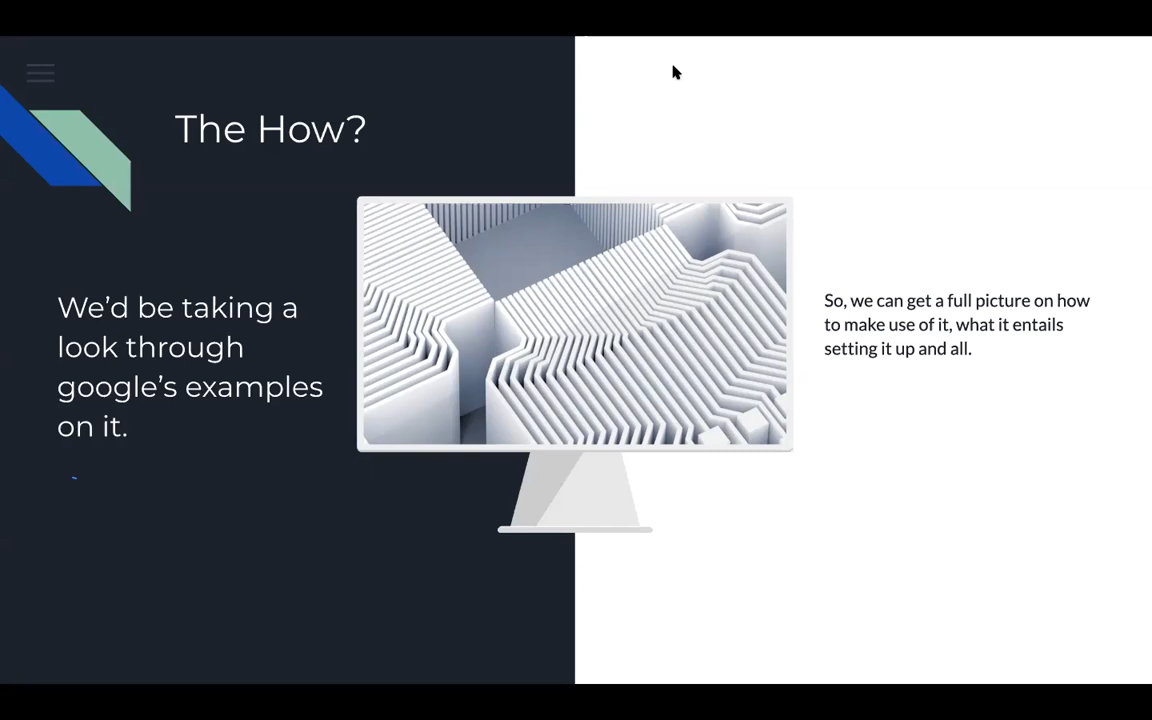 The How?
We’d be taking a
look through
google’s examples
on it.
So, we can get a full picture on how
to make use of it, what it entails
setting it up and all.